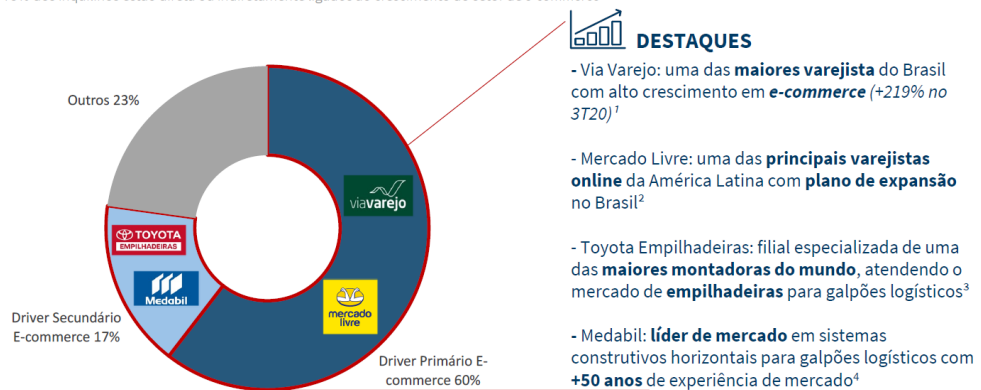 DESTAQUES
- Via Varejo: uma das maiores varejista do Brasil
com alto crescimento em e-commerce (+219% no
3T20)¹
- Mercado Livre: uma das principais varejistas
online da América Latina com plano de expansão
no Brasil²
- Toyota Empilhadeiras: filial especializada de uma
das maiores montadoras do mundo, atendendo o
mercado de empilhadeiras para galpões logísticos³
- Medabil: líder de mercado em sistemas
construtivos horizontais para galpões logísticos com
+50 anos de experiência de mercado⁴
Outros 23%
viavarejo
TOYOTA
EMPILHADEIRAS
Medabil
mercado
livre
Driver Secundário
E-commerce 17%
Driver Primário E-
commerce 60%